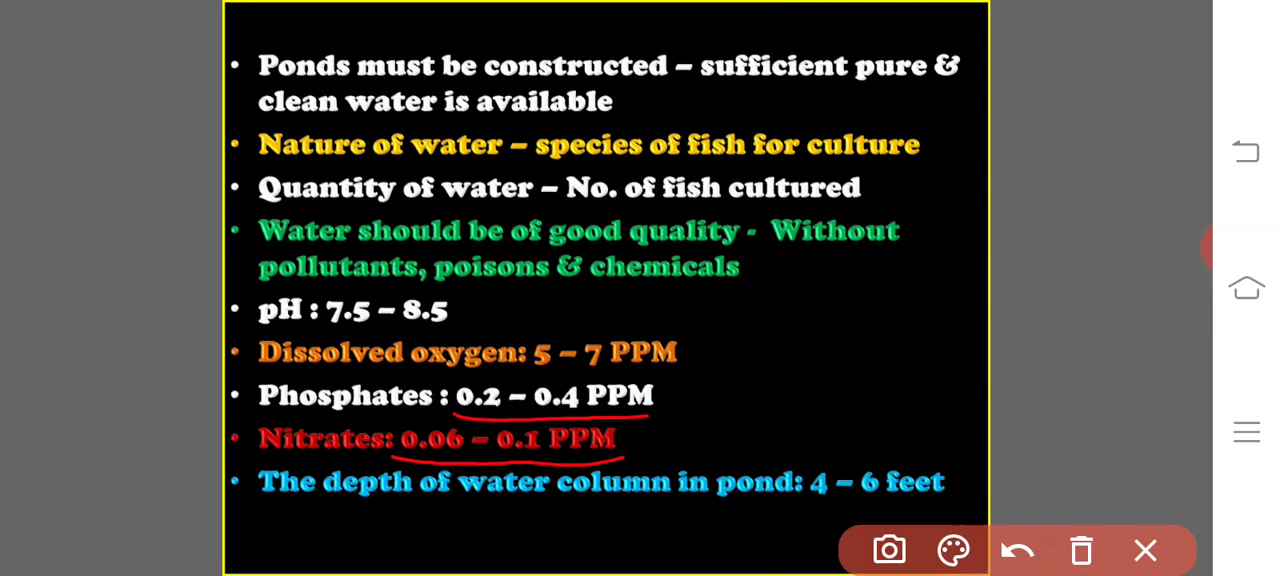 • Ponds must be constructed – sufficient pure &
clean water is available
• Nature of water – species of fish for culture
• Quantity of water – No. of fish cultured
• Water should be of good quality - Without
pollutants, poisons & chemicals
• pH : 7.5 – 8.5
• Dissolved oxygen: 5 – 7 PPM
• Phosphates : 0.2 – 0.4 PPM
• Nitrates: 0.06 – 0.1 PPM
• The depth of water column in pond: 4 – 6 feet